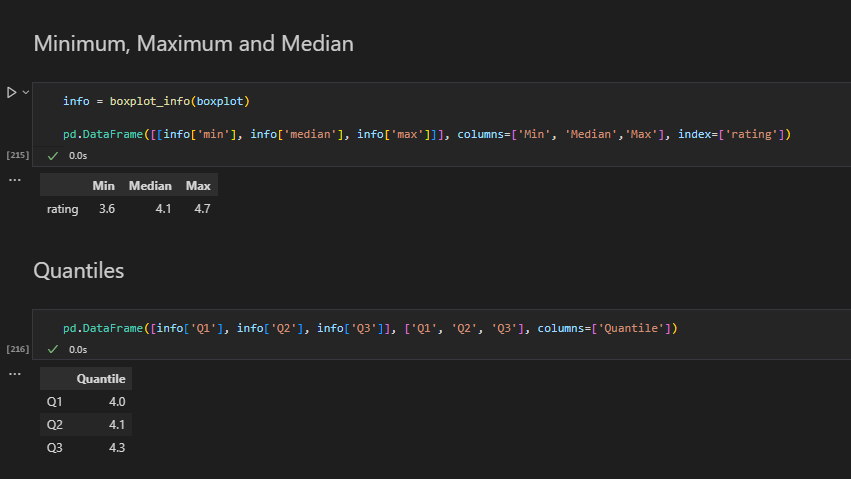 Minimum, Maximum and Median
info = boxplot_info(boxplot)
pd.DataFrame([[info['min'], info['median'], info['max']]], columns=['Min', 'Median','Max'], index=['rating'])
[215]
0.0s
...
Min Median Max
rating 3.6 4.1 4.7
Quantiles
pd.DataFrame([info['Q1'], info['Q2'], info['Q3']], ['Q1', 'Q2', 'Q3'], columns=['Quantile'])
[216]
0.0s
...
Quantile
Q1 4.0
Q2 4.1
Q3 4.3